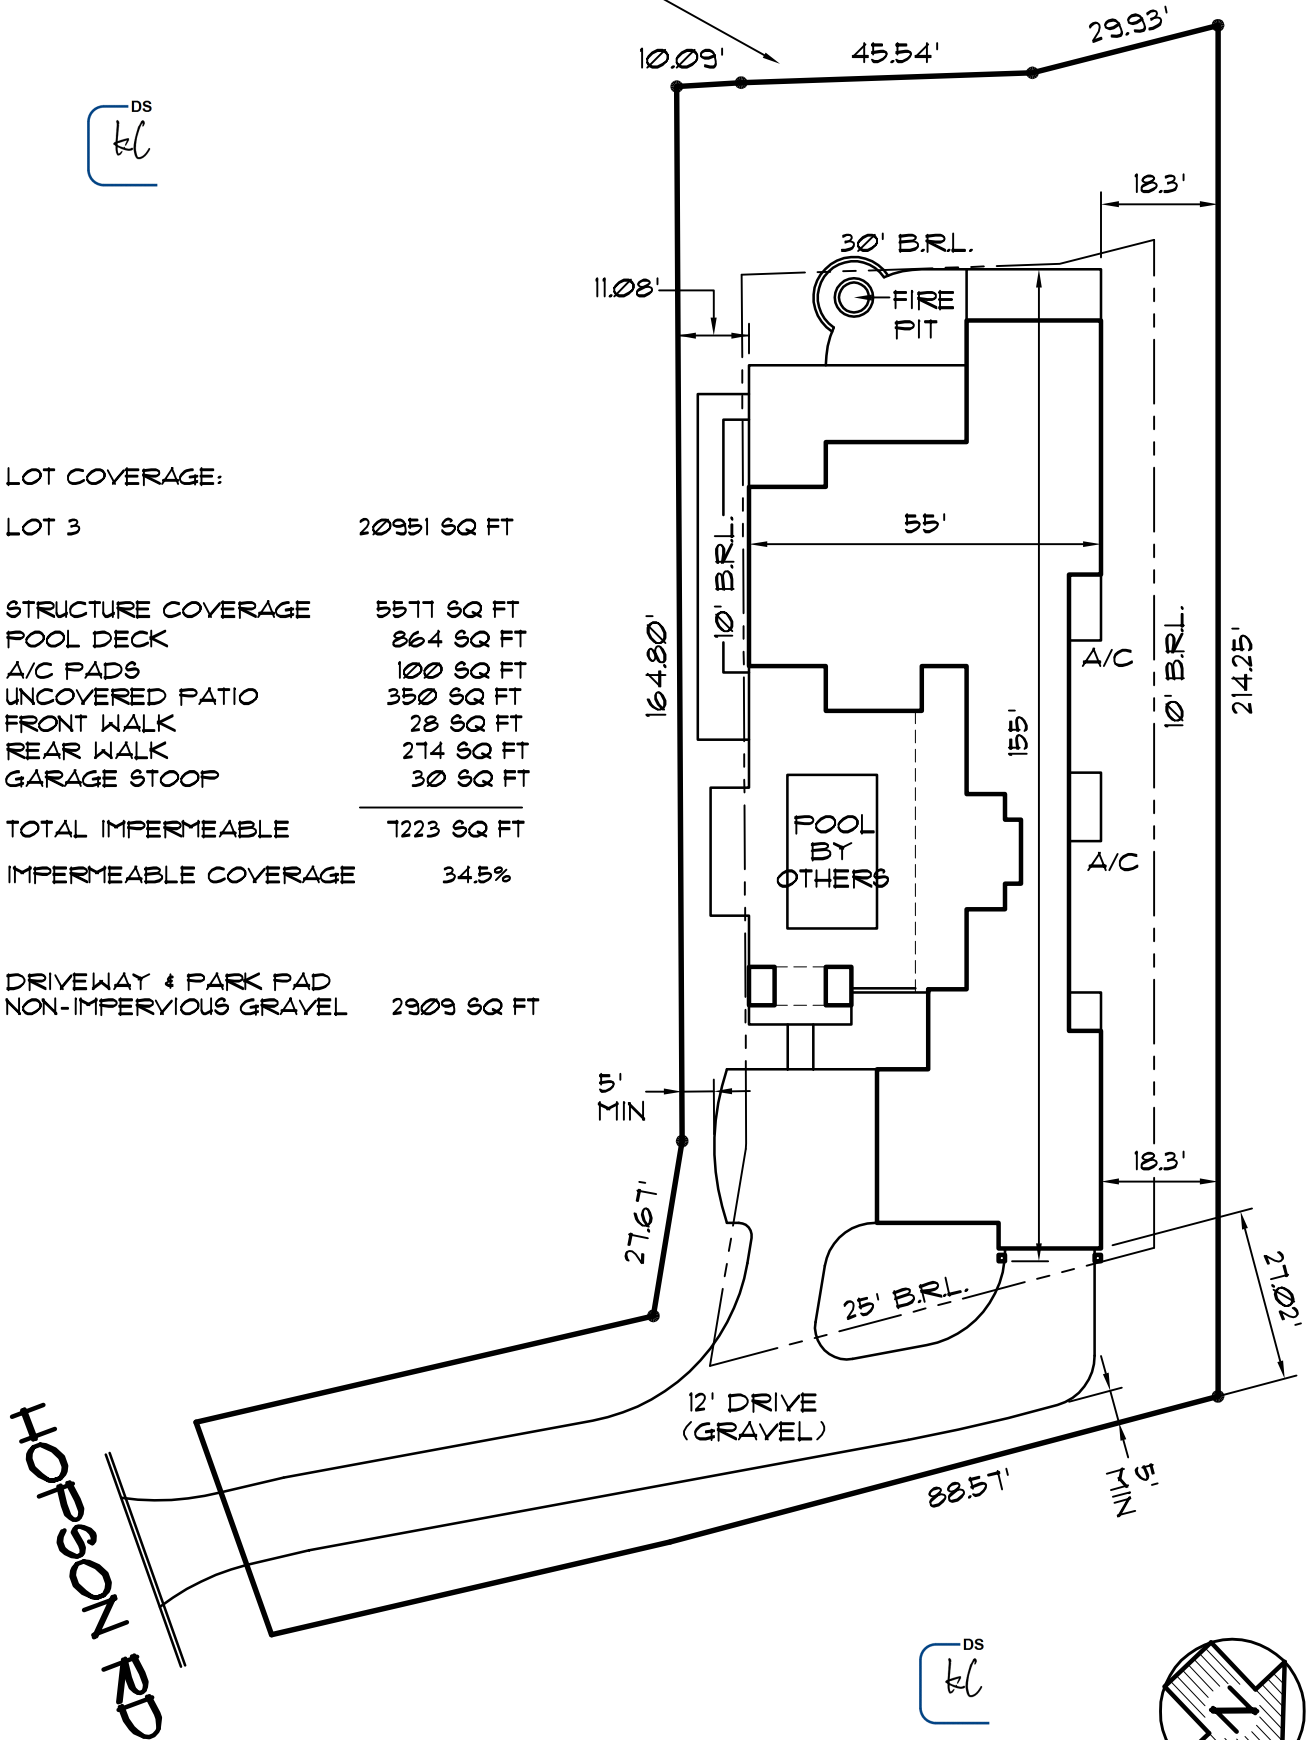 10.09'
45.54'
29.93'
DS
kC
18.3'
30' B.R.L.
11.08'
FIRE
PIT
LOT COVERAGE:
LOT 3 20951 SQ FT
55'
10' B.R.L.
STRUCTURE COVERAGE 5577 SQ FT
POOL DECK 864 SQ FT
A/C PADS 100 SQ FT
UNCOVERED PATIO 350 SQ FT
FRONT WALK 28 SQ FT
REAR WALK 274 SQ FT
GARAGE STOOP 30 SQ FT
TOTAL IMPERMEABLE 7223 SQ FT
IMPERMEABLE COVERAGE 34.5%
DRIVEWAY & PARK PAD
NON-IMPERVIOUS GRAVEL 2909 SQ FT
164.80'
155'
A/C
10' B.R.L.
214.25'
POOL
BY
OTHERS
A/C
5'
MIN
18.3'
27.67'
27.02'
25' B.R.L.
12' DRIVE
(GRAVEL)
88.57'
5'
MIN
HOPSON RD
DS
kC
N